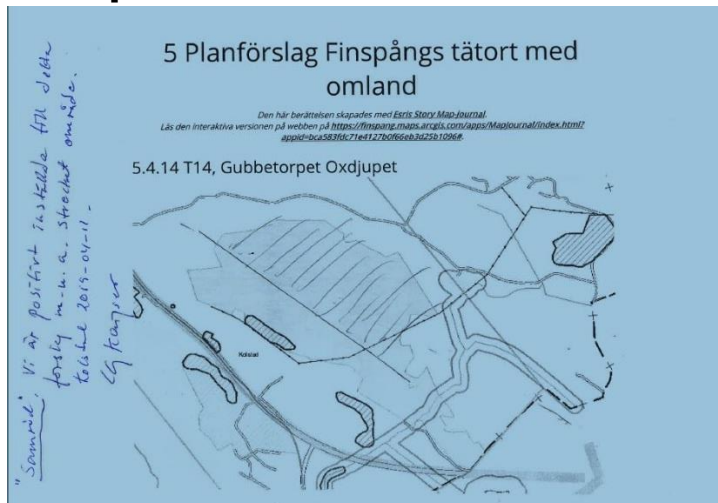 5 Planförslag Finspångs tätort med
omland
Den här berättelsen skapades med Esris Story Map-Journal.
Läs den interaktiva versionen på webben på https://finspang.maps.arcgis.com/apps/MapJournal/index.html?
appid=bca583fdc71e4127b0f66eb3d25b1096#.
5.4.14 T14, Gubbetorpet Oxdjupet
Kolstad
"Samråd". Vi är positivt inställda till detta
förslag m.u.a. streckat område.
2019-04-11.